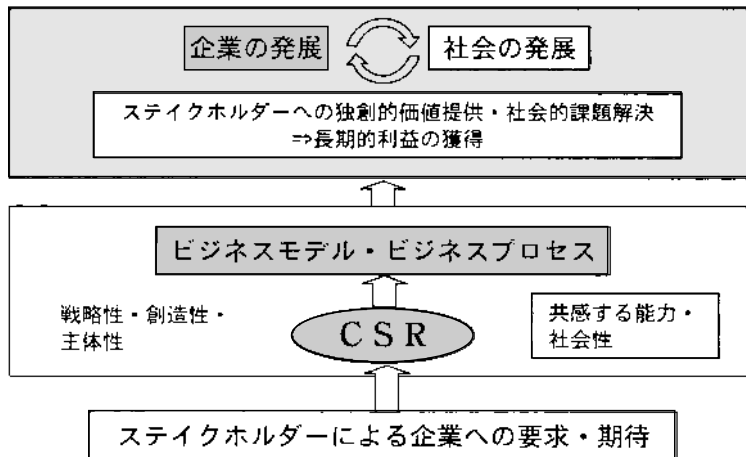 企業の発展
社会の発展
ステイクホルダーへの独創的価値提供・社会的課題解決
⇒長期的利益の獲得
ビジネスモデル・ビジネスプロセス
戦略性・創造性・
主体性
CSR
共感する能力・
社会性
ステイクホルダーによる企業への要求・期待